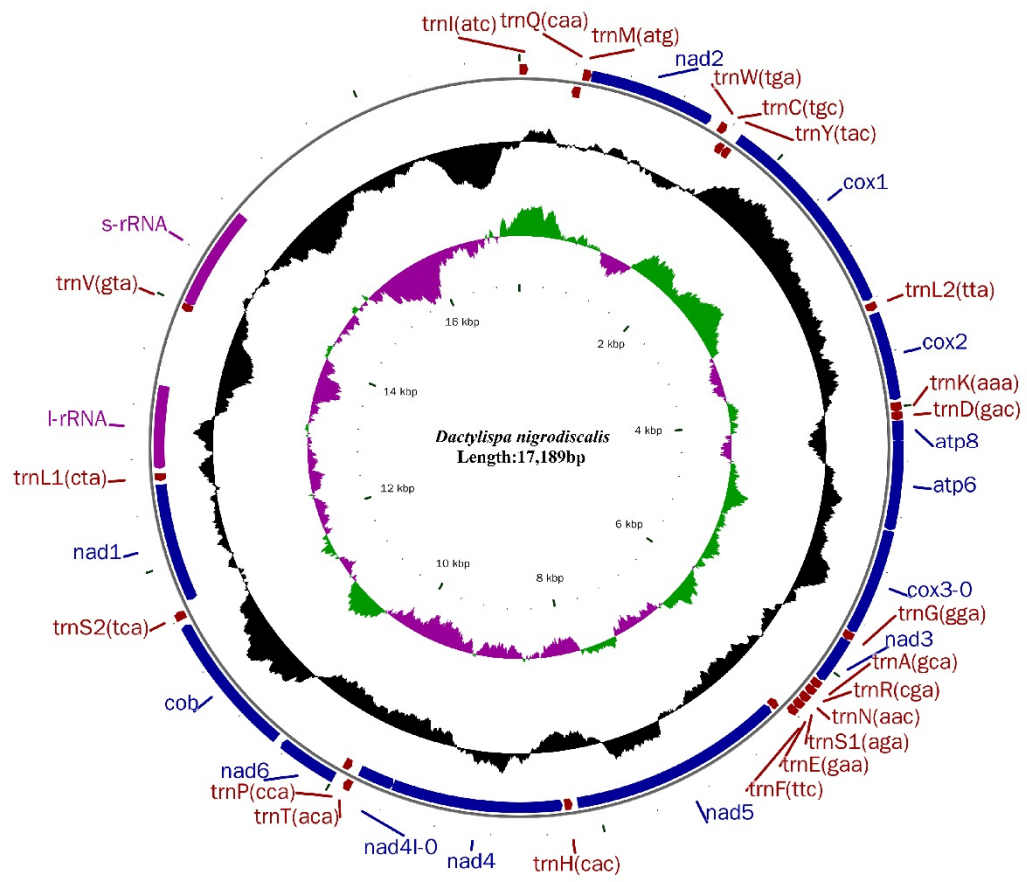 trnI(atc)
trnQ(caa)
trnM(atg)
nad2
trnW(tga)
trnC(tgc)
trnY(tac)
cox1
trnL2(tta)
cox2
trnK(aaa)
trnD(gac)
atp8
atp6
cox3-0
trnG(gga)
nad3
trnA(gca)
trnR(cga)
trnN(aac)
trnS1(aga)
trnE(gaa)
trnF(ttc)
nad5
trnH(cac)
nad4
nad4l-0
trnT(aca)
trnP(cca)
nad6
cob
trnS2(tca)
nad1
trnL1(cta)
l-rRNA
trnV(gta)
s-rRNA
2 kbp
4 kbp
6 kbp
8 kbp
10 kbp
12 kbp
14 kbp
16 kbp
Dactylispa nigrodiscalis
Length:17,189bp